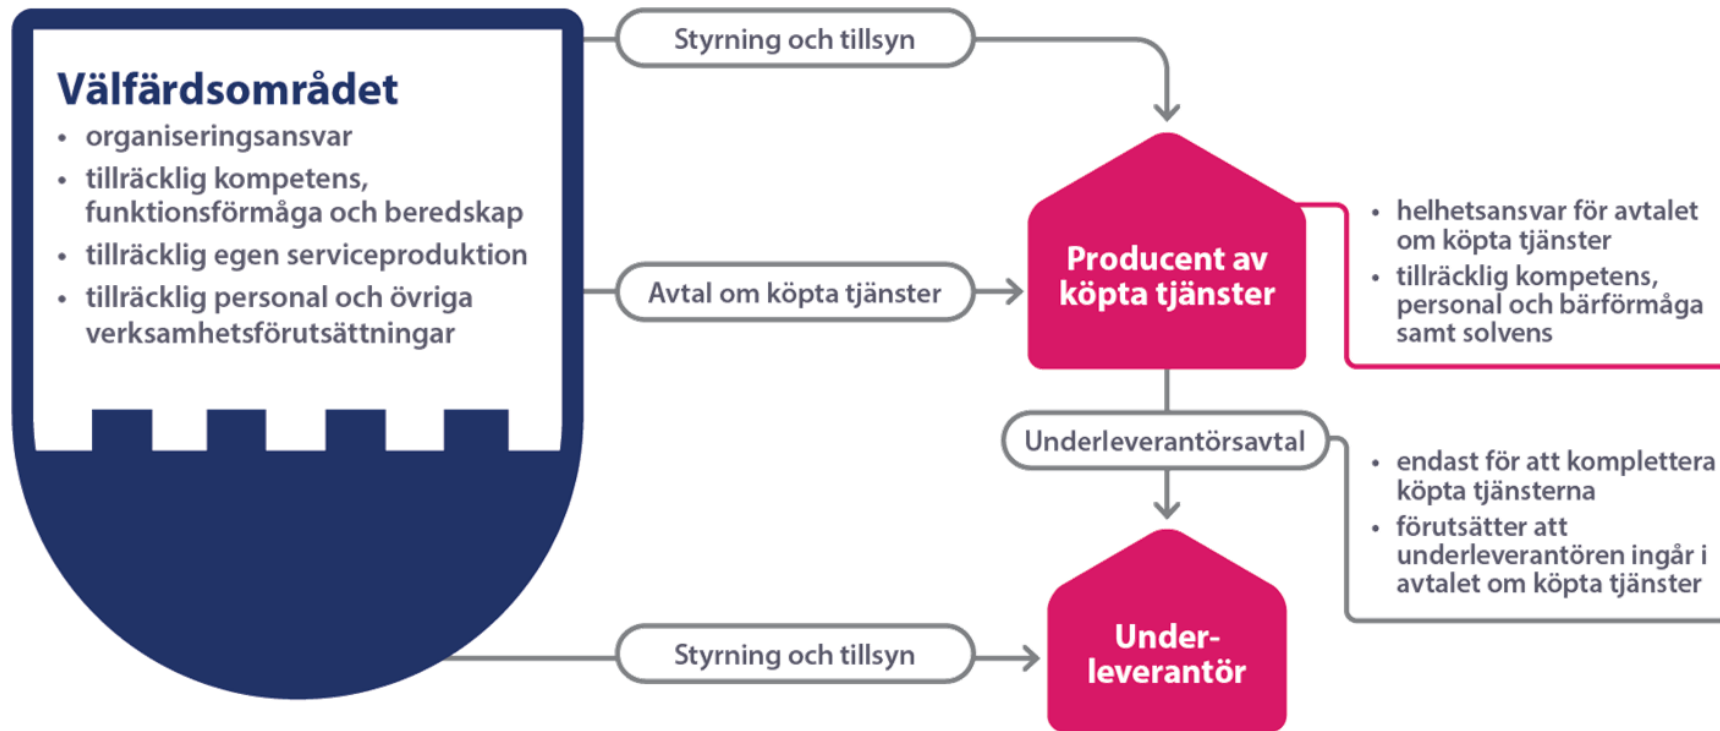 Välfärdsområdet
• organiseringsansvar
• tillräcklig kompetens,
funktionsförmåga och beredskap
• tillräcklig egen serviceproduktion
• tillräcklig personal och övriga
verksamhetsförutsättningar
Styrning och tillsyn
Avtal om köpta tjänster
Producent av
köpta tjänster
• helhetsansvar för avtalet
om köpta tjänster
• tillräcklig kompetens,
personal och bärförmåga
samt solvens
Underleverantörsavtal
• endast för att komplettera
köpta tjänsterna
• förutsätter att
underleverantören ingår i
avtalet om köpta tjänster
Styrning och tillsyn
Under-
leverantör